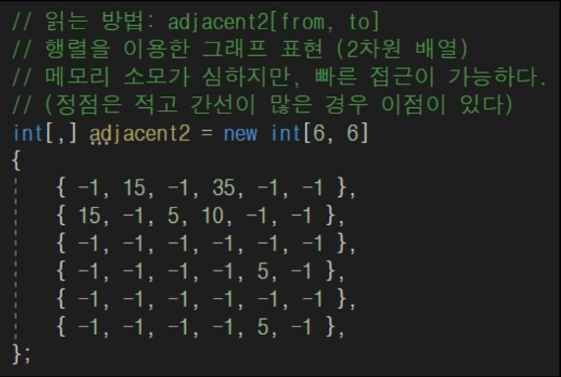 // 읽는 방법: adjacent2[from, to]
// 행렬을 이용한 그래프 표현 (2차원 배열)
// 메모리 소모가 심하지만, 빠른 접근이 가능하다.
// (정점은 적고 간선이 많은 경우 이점이 있다)
int[,] adjacent2 = new int[6, 6]
{
{ -1, 15, -1, 35, -1, -1 },
{ 15, -1, 5, 10, -1, -1 },
{ -1, -1, -1, -1, -1, -1 },
{ -1, -1, -1, -1, 5, -1 },
{ -1, -1, -1, -1, -1, -1 },
{ -1, -1, -1, -1, 5, -1 },
};